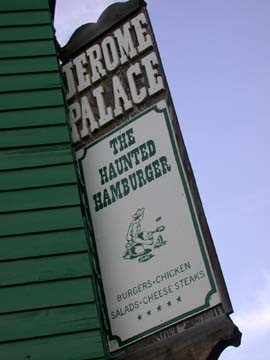 JEROME
PALACE
THE
HAUNTED
HAMBURGER
BURGERS-CHICKEN
SALADS-CHEESE STEAKS